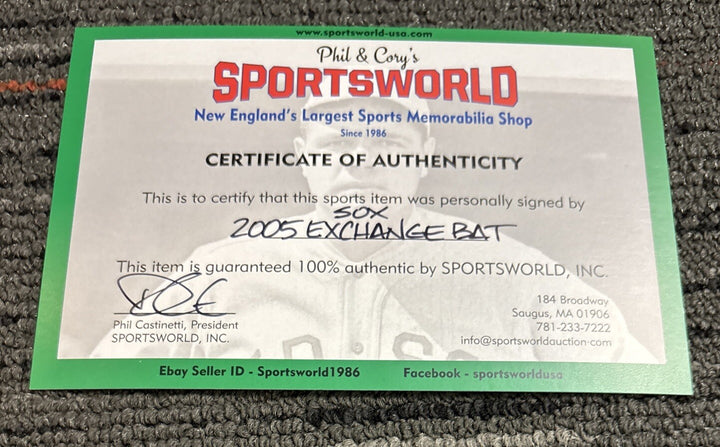 www.sportsworld-usa.com
Phil & Cory's
SPORTSWORLD
New England's Largest Sports Memorabilia Shop
Since 1986
CERTIFICATE OF AUTHENTICITY
This is to certify that this sports item was personally signed by
SOX
2005 EXCHANGE BAT
This item is guaranteed 100% authentic by SPORTSWORLD, INC.
Phil Castinetti, President
SPORTSWORLD, INC.
184 Broadway
Saugus, MA 01906
781-233-7222
info@sportsworldauction.com
Ebay Seller ID - Sportsworld1986
Facebook - sportsworldusa